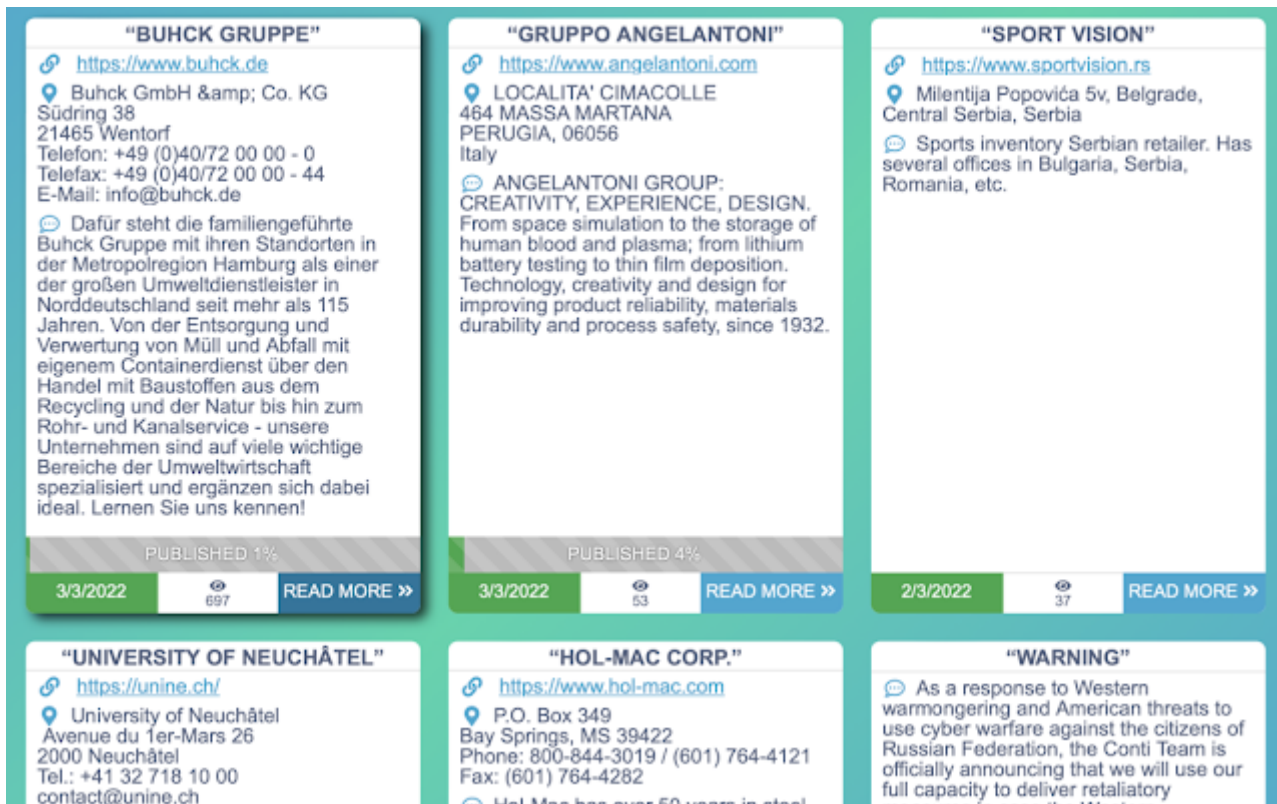 “BUHCK GRUPPE”
https://www.buhck.de
Buhck GmbH &amp; Co. KG
Südring 38
21465 Wentorf
Telefon: +49 (0)40/72 00 00 - 0
Telefax: +49 (0)40/72 00 00 - 44
E-Mail: info@buhck.de
Dafür steht die familiengeführte
Buhck Gruppe mit ihren Standorten in
der Metropolregion Hamburg als einer
der großen Umweltdienstleister in
Norddeutschland seit mehr als 115
Jahren. Von der Entsorgung und
Verwertung von Müll und Abfall mit
eigenem Containerdienst über den
Handel mit Baustoffen aus dem
Recycling und der Natur bis hin zum
Rohr- und Kanalservice - unsere
Unternehmen sind auf viele wichtige
Bereiche der Umweltwirtschaft
spezialisiert und ergänzen sich dabei
ideal. Lernen Sie uns kennen!
PUBLISHED 1%
3/3/2022
697
READ MORE »
“GRUPPO ANGELANTONI”
https://www.angelantoni.com
LOCALITA' CIMACOLLE
464 MASSA MARTANA
PERUGIA, 06056
Italy
ANGELANTONI GROUP:
CREATIVITY, EXPERIENCE, DESIGN.
From space simulation to the storage of
human blood and plasma; from lithium
battery testing to thin film deposition.
Technology, creativity and design for
improving product reliability, materials
durability and process safety, since 1932.
PUBLISHED 4%
3/3/2022
53
READ MORE »
“SPORT VISION”
https://www.sportvision.rs
Milentija Popovića 5v, Belgrade,
Central Serbia, Serbia
Sports inventory Serbian retailer. Has
several offices in Bulgaria, Serbia,
Romania, etc.
2/3/2022
37
READ MORE »
“UNIVERSITY OF NEUCHÂTEL”
https://unine.ch/
University of Neuchâtel
Avenue du 1er-Mars 26
2000 Neuchâtel
Tel.: +41 32 718 10 00
contact@unine.ch
“HOL-MAC CORP.”
https://www.hol-mac.com
P.O. Box 349
Bay Springs, MS 39422
Phone: 800-844-3019 / (601) 764-4121
Fax: (601) 764-4282
Hol-Mac has over 50 years in steel
“WARNING”
As a response to Western
warmongering and American threats to
use cyber warfare against the citizens of
Russian Federation, the Conti Team is
officially announcing that we will use our
full capacity to deliver retaliatory